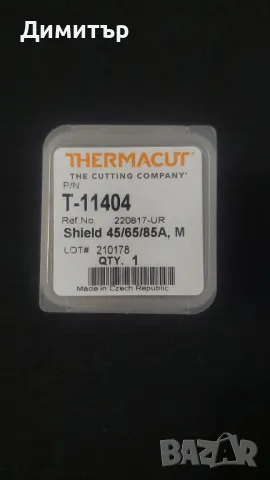 Димитър
THERMACUT®
THE CUTTING COMPANY®
P/N
T-11404
Ref.No. 220817-UR
Shield 45/65/85A, M
LOT# 210178
QTY. 1
Made in Czech Republic.
bazar